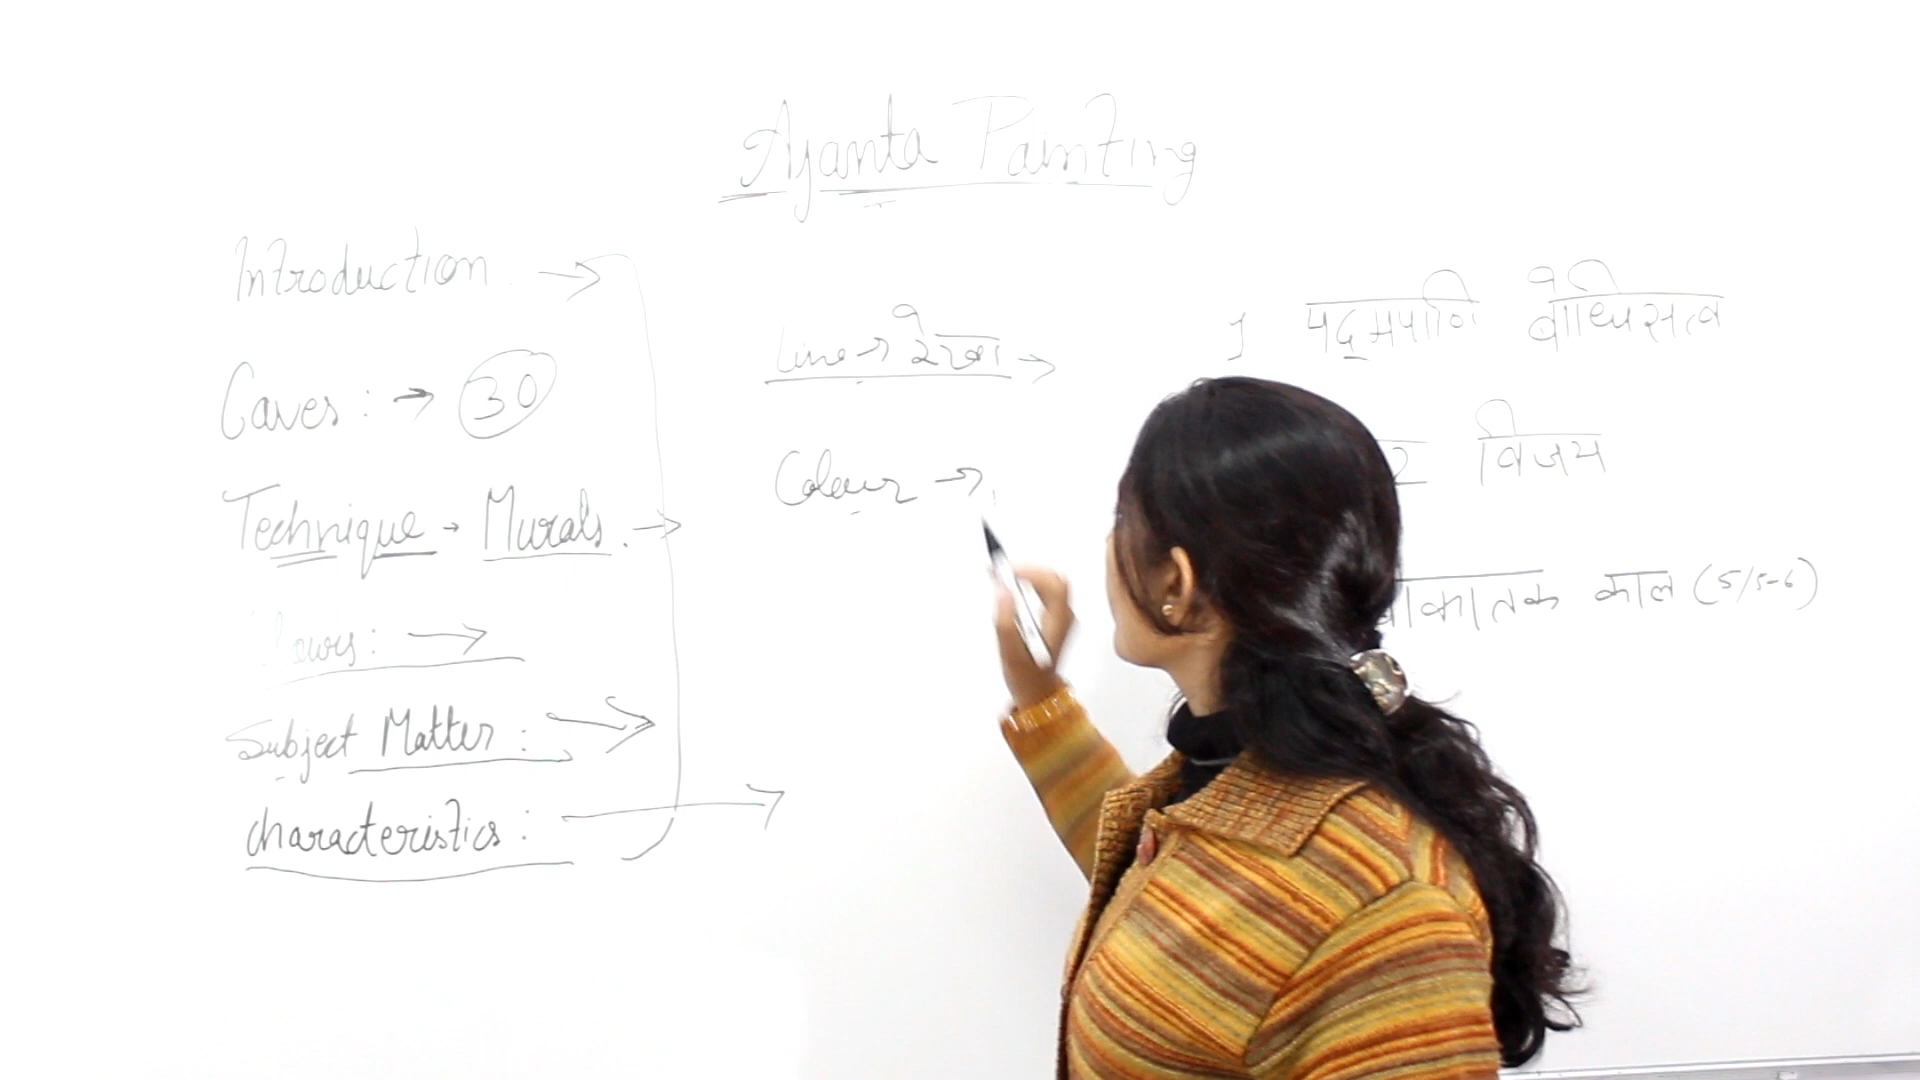 Ajanta Painting
Introduction →
Caves : → 30
Technique - Murals. →
Subject Matter : →
characteristics : →
Line → रेखा →
Colour →
1 पद्मपाणि बोधिसत्व
2 विजय
काल (5/5-6)